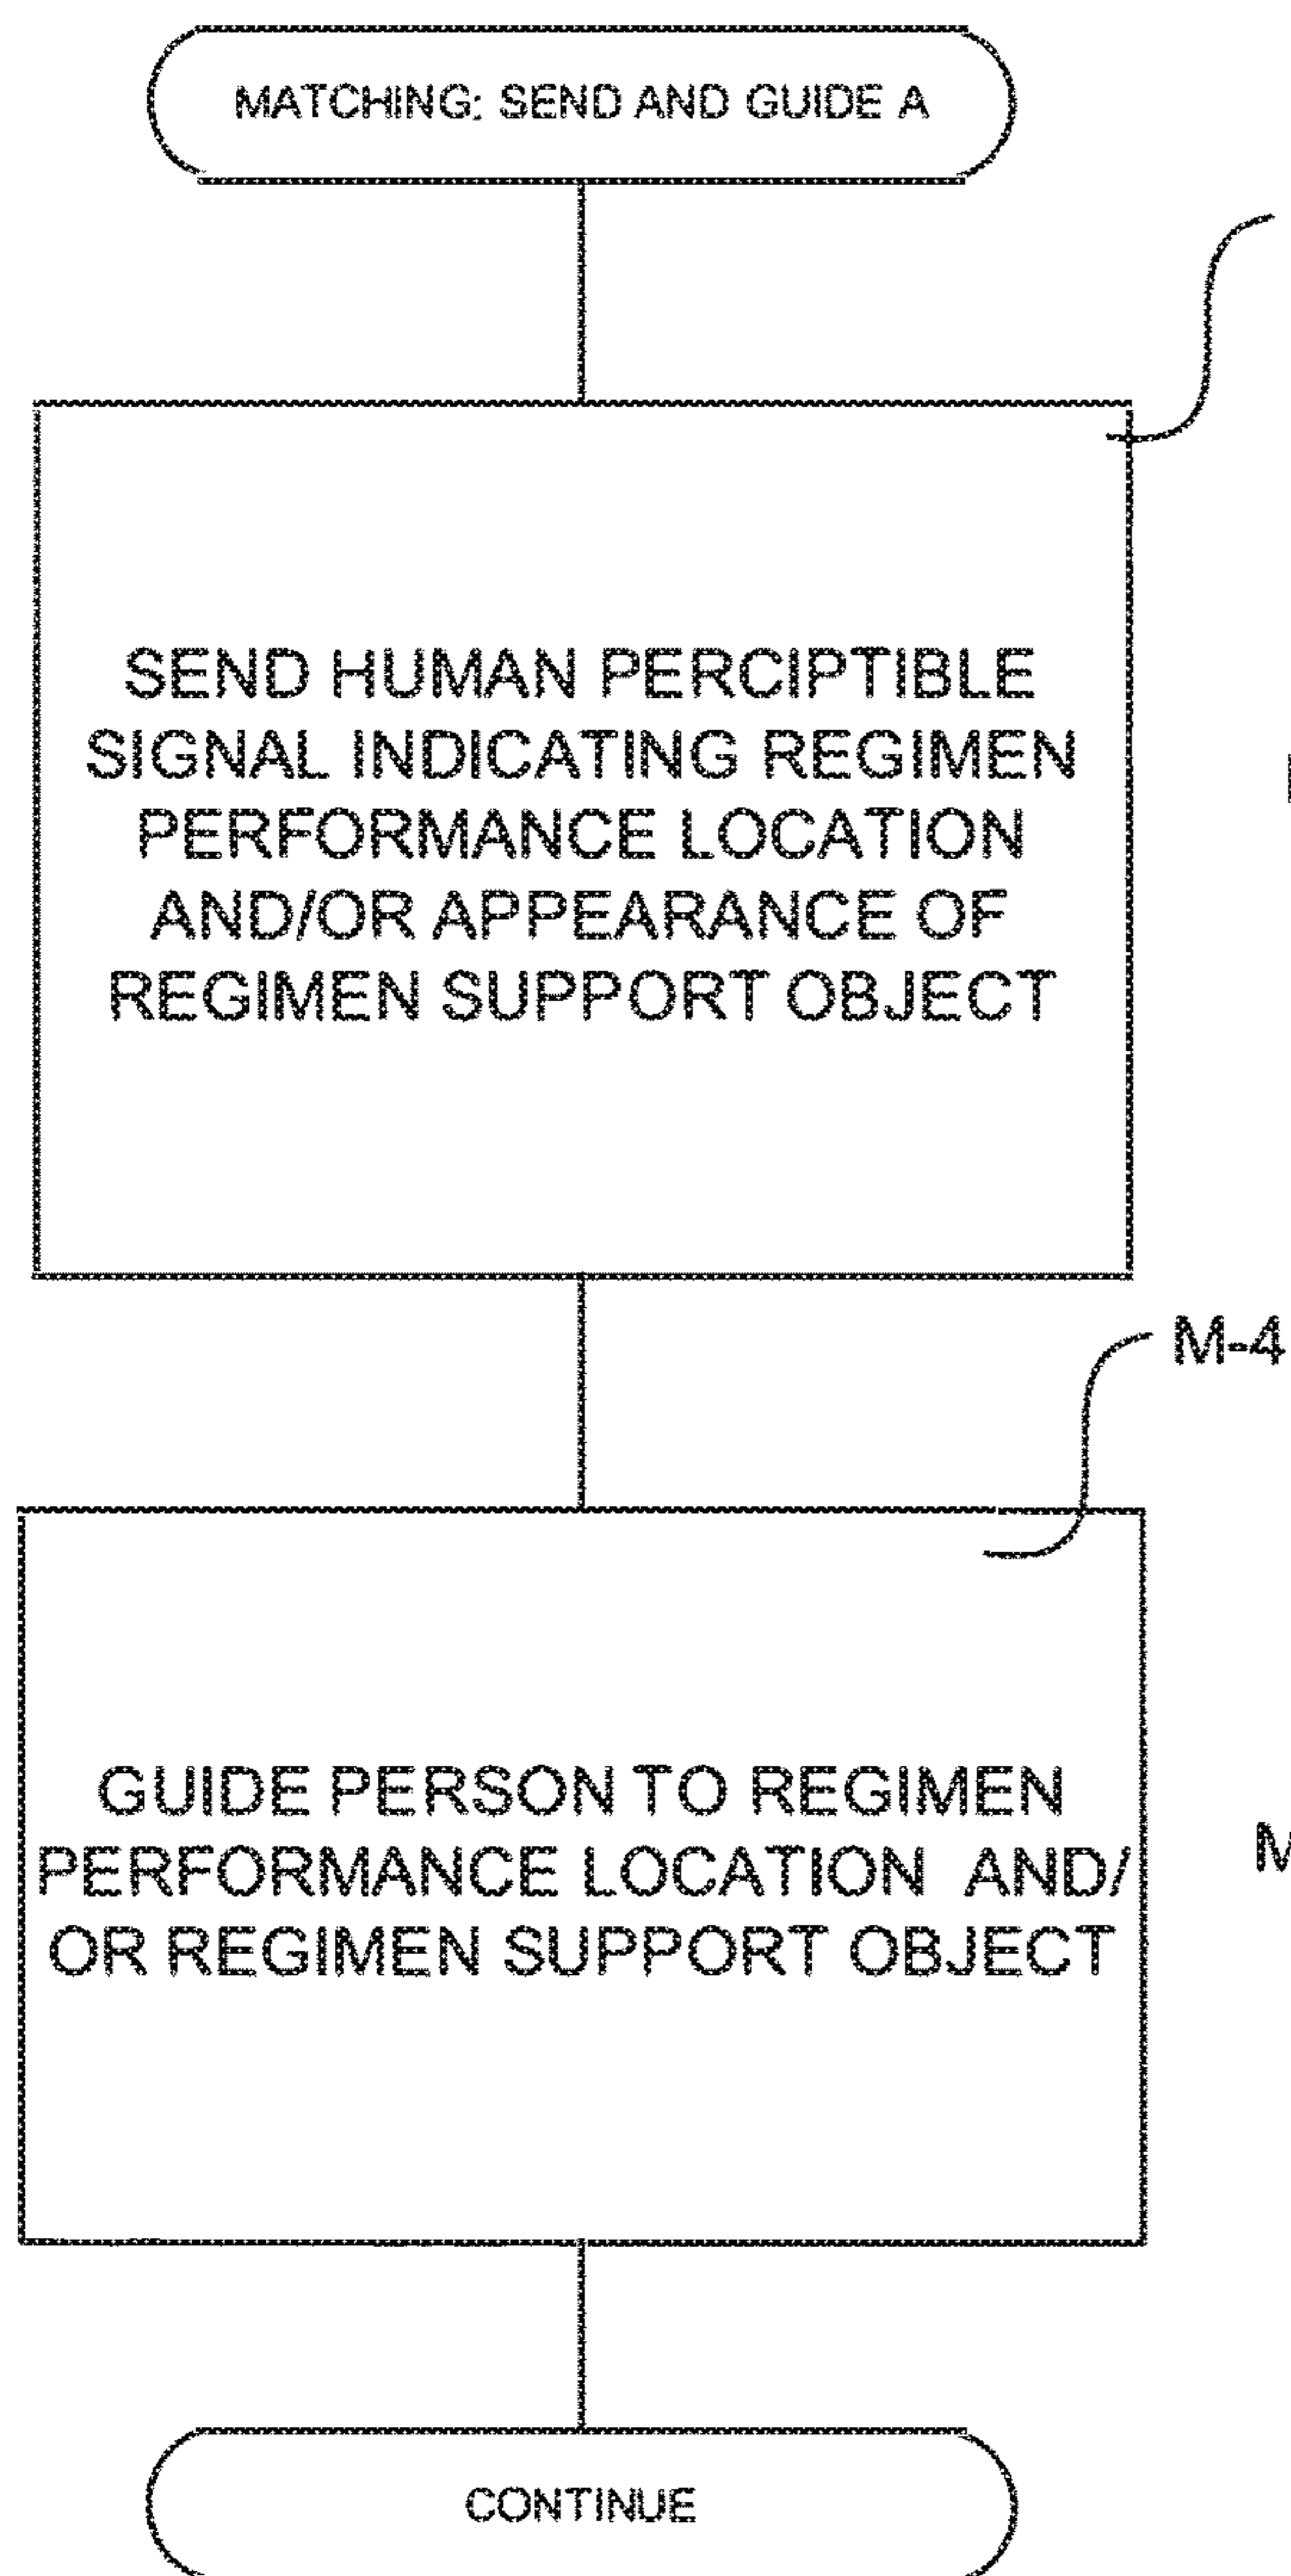 MATCHING: SEND AND GUIDE A
SEND HUMAN PERCIPTIBLE
SIGNAL INDICATING REGIMEN
PERFORMANCE LOCATION
AND/OR APPEARANCE OF
REGIMEN SUPPORT OBJECT
M-4
GUIDE PERSON TO REGIMEN
PERFORMANCE LOCATION AND/
OR REGIMEN SUPPORT OBJECT
M
CONTINUE